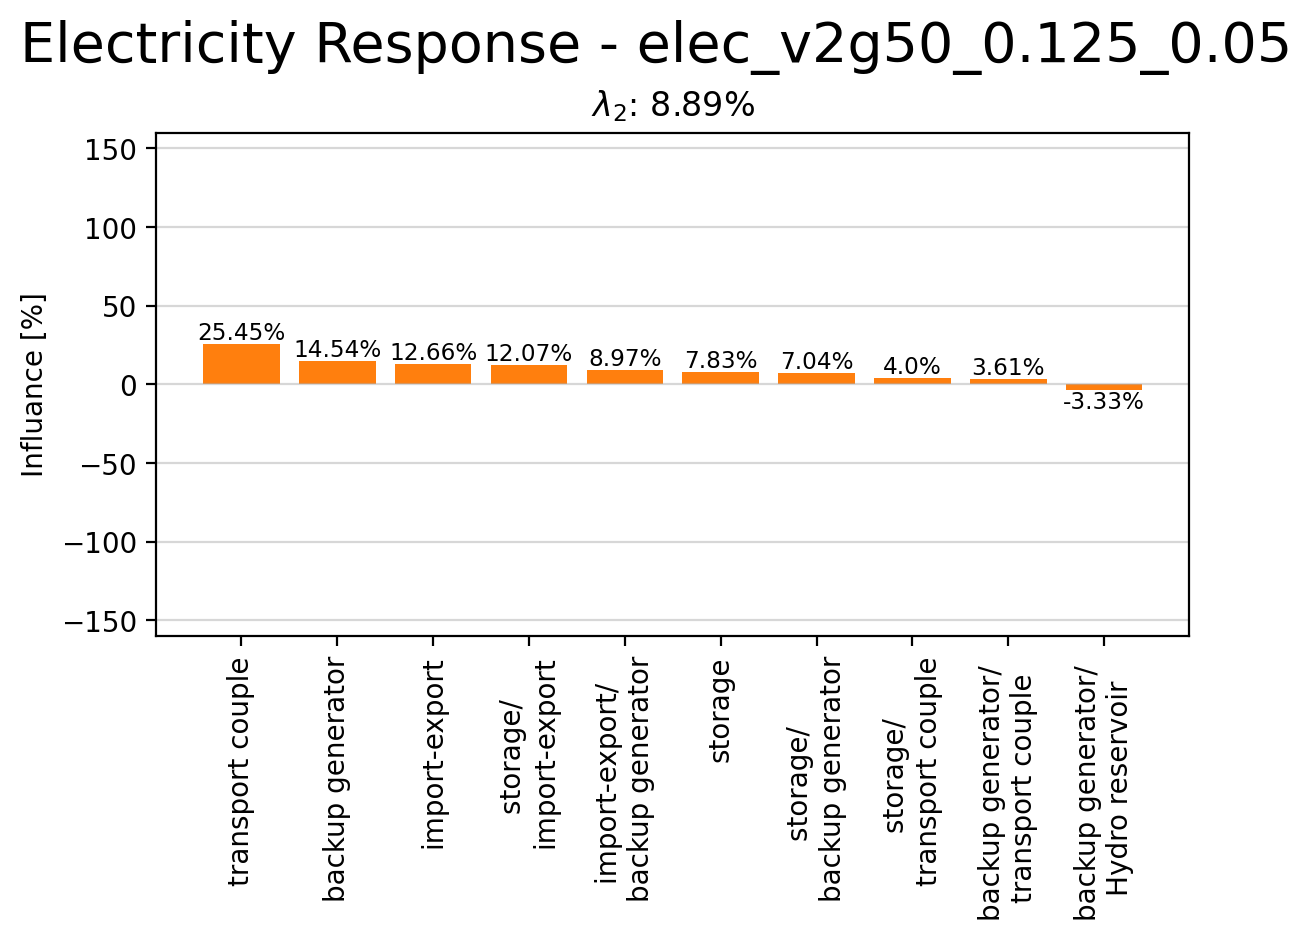 Electricity Response - elec_v2g50_0.125_0.05
λ₂: 8.89%
Influance [%]
150
100
50
0
−50
−100
−150
25.45%
14.54%
12.66%
12.07%
8.97%
7.83%
7.04%
4.0%
3.61%
-3.33%
transport couple
backup generator
import-export
storage/
import-export
import-export/
backup generator
storage
storage/
backup generator
storage/
transport couple
backup generator/
transport couple
backup generator/
Hydro reservoir